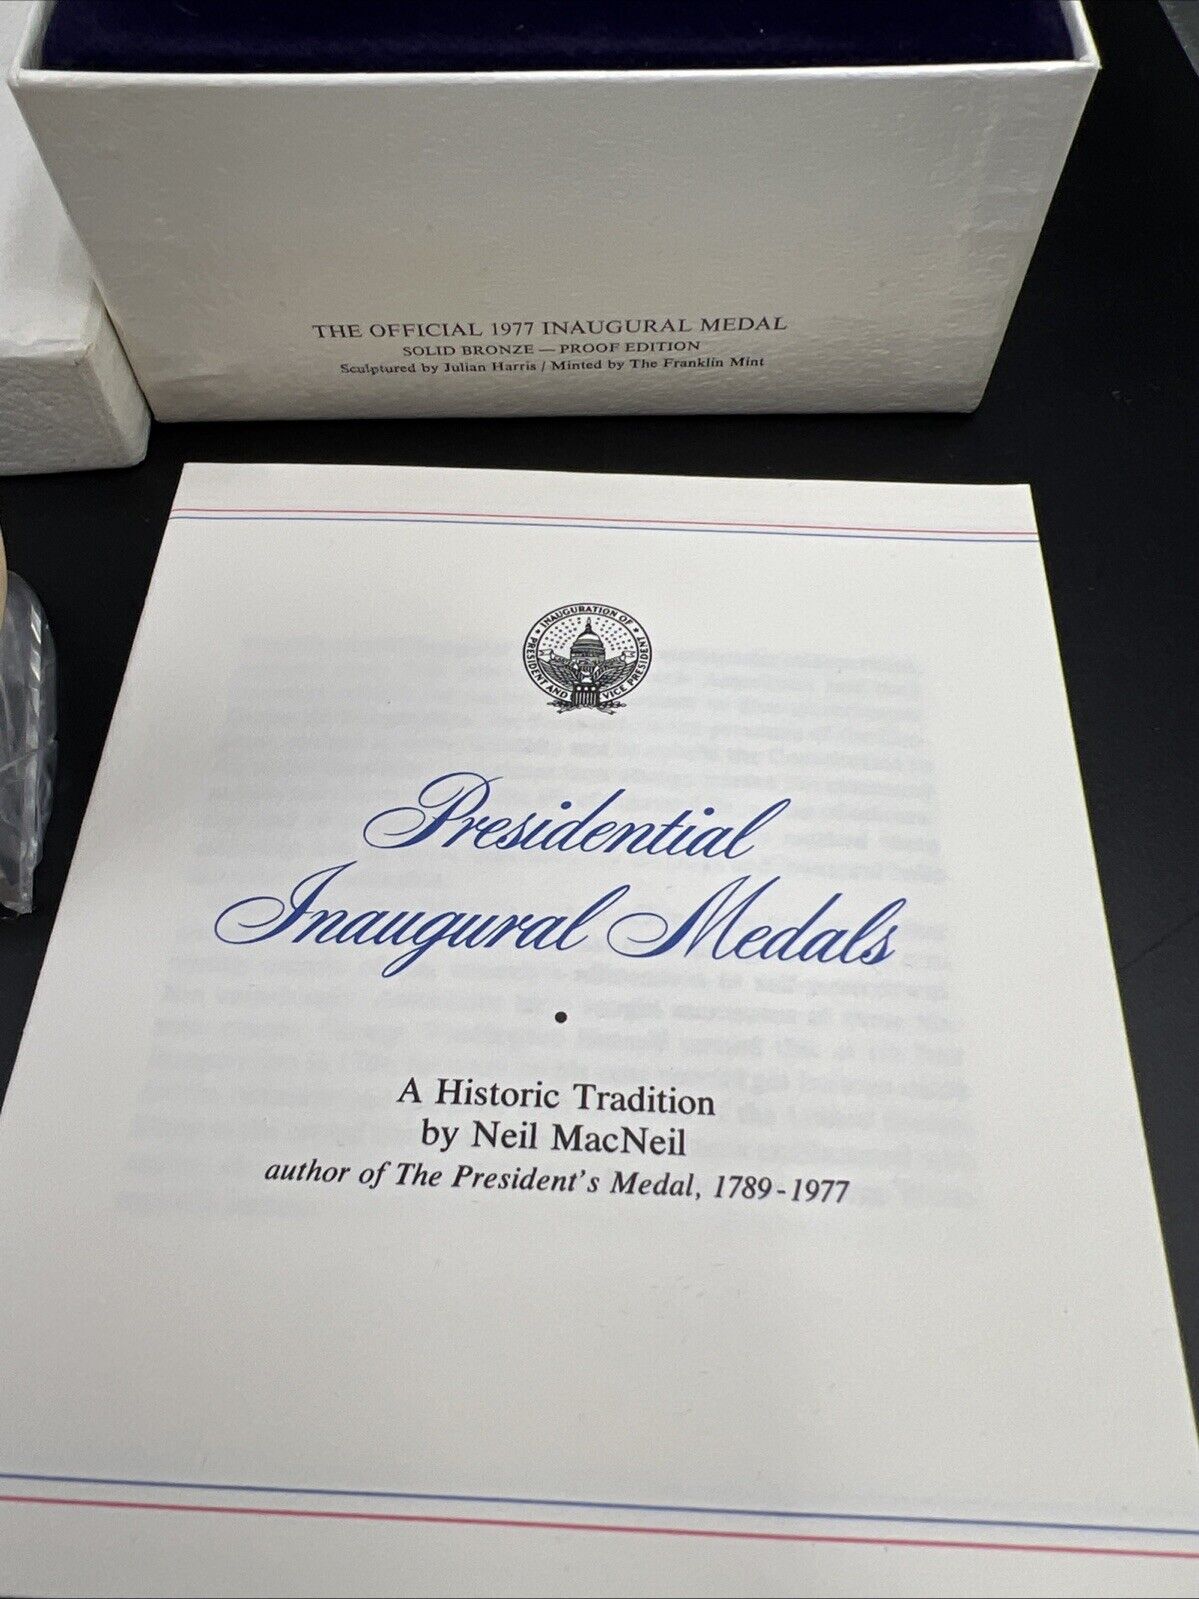 THE OFFICIAL 1977 INAUGURAL MEDAL
SOLID BRONZE — PROOF EDITION
Sculptured by Julian Harris / Minted by The Franklin Mint
INAUGURATION OF
PRESIDENT AND VICE PRESIDENT
Presidential
Inaugural Medals
•
A Historic Tradition
by Neil MacNeil
author of The President's Medal, 1789-1977